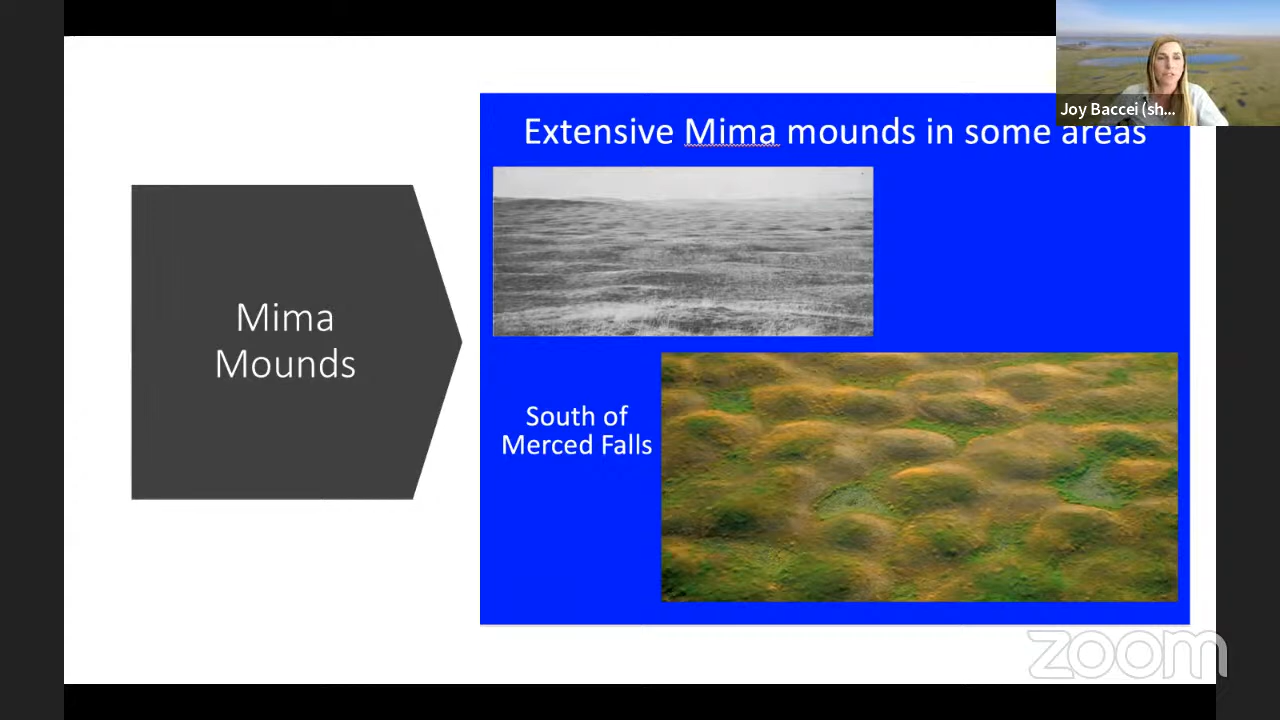 Joy Baccei (sh...
Extensive Mima mounds in some areas
Mima
Mounds
South of
Merced Falls
zoom